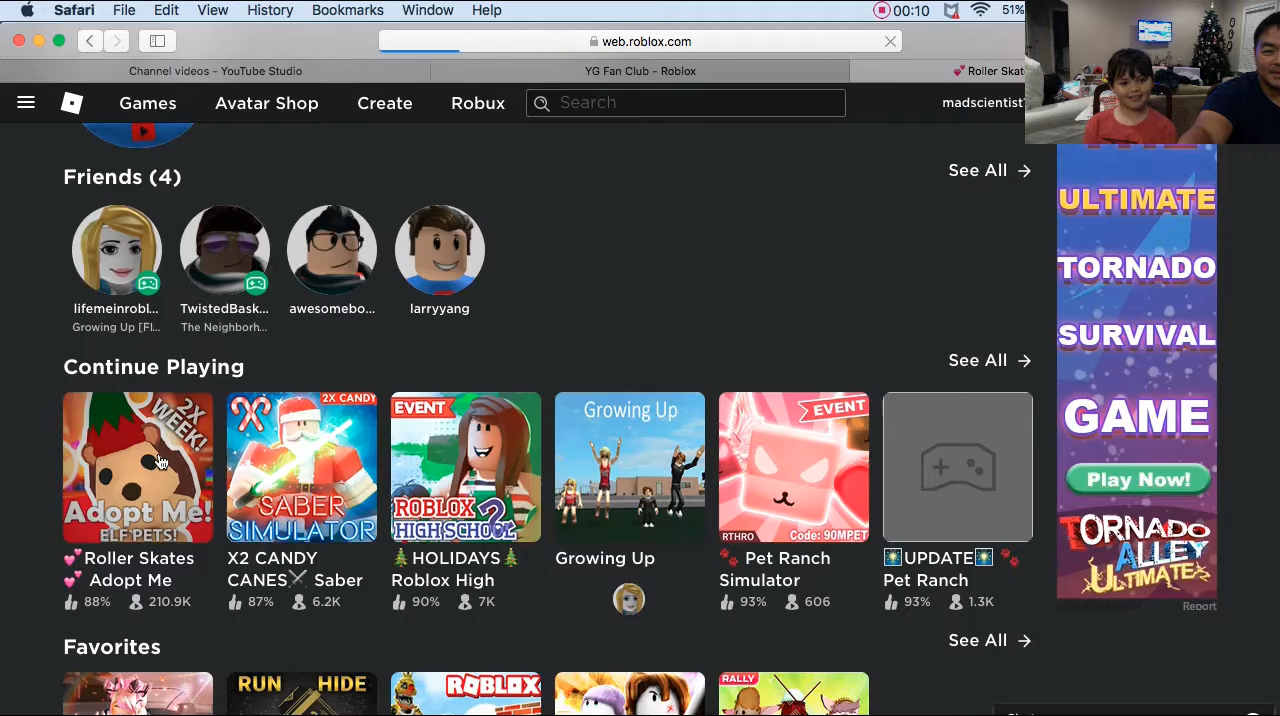 Safari File Edit View History Bookmarks Window Help 00:10 51%
web.roblox.com
Channel videos - YouTube Studio YG Fan Club - Roblox 💕 Roller Skat
Games Avatar Shop Create Robux Search madscientist
Friends (4) See All →
lifemeinrobl... TwistedBask... awesomebo... larryyang
Growing Up [Fl... The Neighborh...
Continue Playing See All →
2X WEEK!
Adopt Me!
ELF PETS!
💕Roller Skates
💕 Adopt Me
88% 210.9K
2X CANDY
SABER
SIMULATOR
X2 CANDY
CANES⚔ Saber
87% 6.2K
EVENT
ROBLOX
HIGH SCHOOL
2
🎄HOLIDAYS🎄
Roblox High
90% 7K
Growing Up
Growing Up
EVENT
RTHRO Code: 90MPET
🐾 Pet Ranch
Simulator
93% 606
🎇UPDATE🎇 🐾
Pet Ranch
93% 1.3K
Favorites See All →
RUN HIDE
ROBLOX
RALLY
ULTIMATE
TORNADO
SURVIVAL
GAME
Play Now!
TORNADO
ALLEY
ULTIMATE
Report